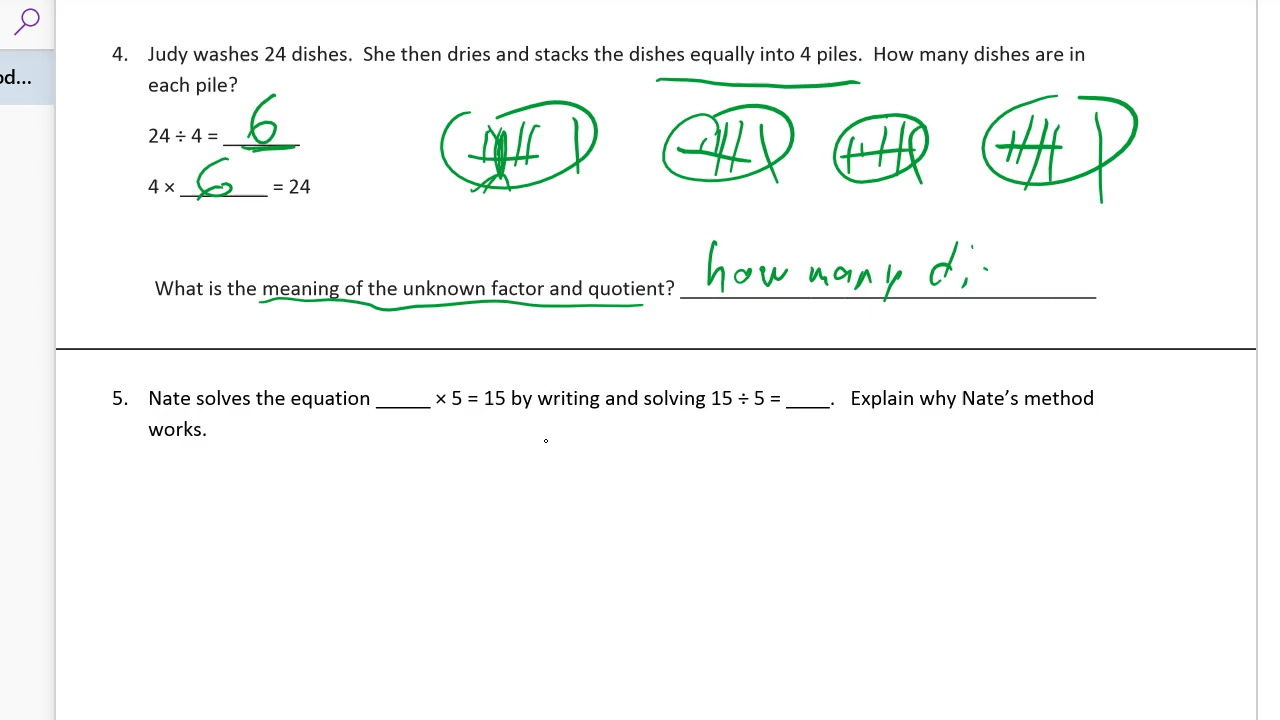 od...
4. Judy washes 24 dishes. She then dries and stacks the dishes equally into 4 piles. How many dishes are in
each pile?
24 ÷ 4 = 6
4 × 6 = 24
What is the meaning of the unknown factor and quotient? how many di
5. Nate solves the equation _____ × 5 = 15 by writing and solving 15 ÷ 5 = ____. Explain why Nate’s method
works.